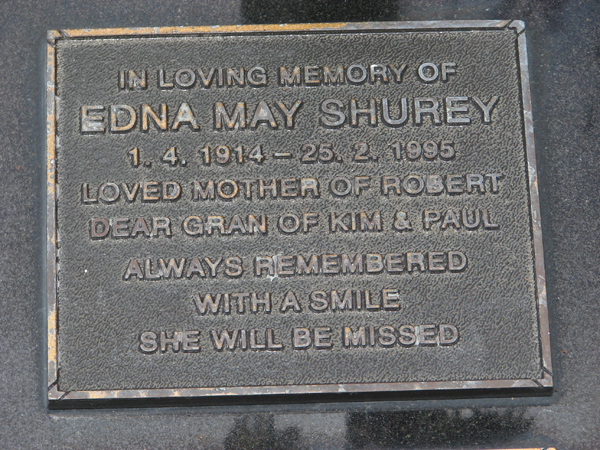 IN LOVING MEMORY OF
EDNA MAY SHUREY
1. 4. 1914 – 25. 2. 1995
LOVED MOTHER OF ROBERT
DEAR GRAN OF KIM & PAUL
ALWAYS REMEMBERED
WITH A SMILE
SHE WILL BE MISSED